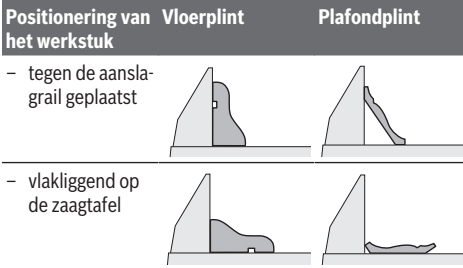 Positionering van het werkstuk
Vloerplint
Plafondplint
– tegen de aansla-
grail geplaatst
– vlakliggend op
de zaagtafel